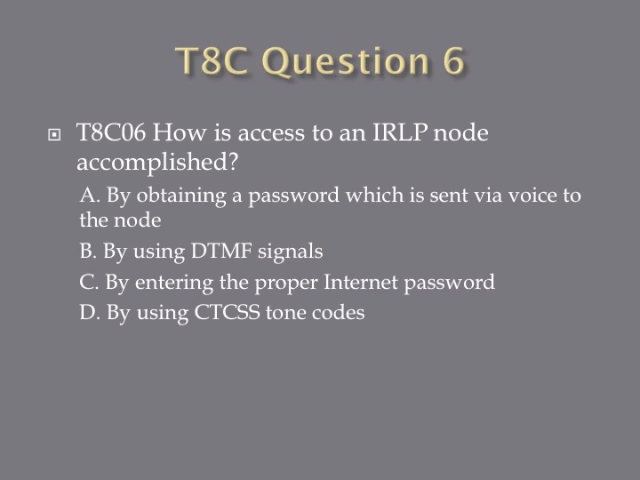 T8C Question 6
T8C06 How is access to an IRLP node
accomplished?
A. By obtaining a password which is sent via voice to
the node
B. By using DTMF signals
C. By entering the proper Internet password
D. By using CTCSS tone codes